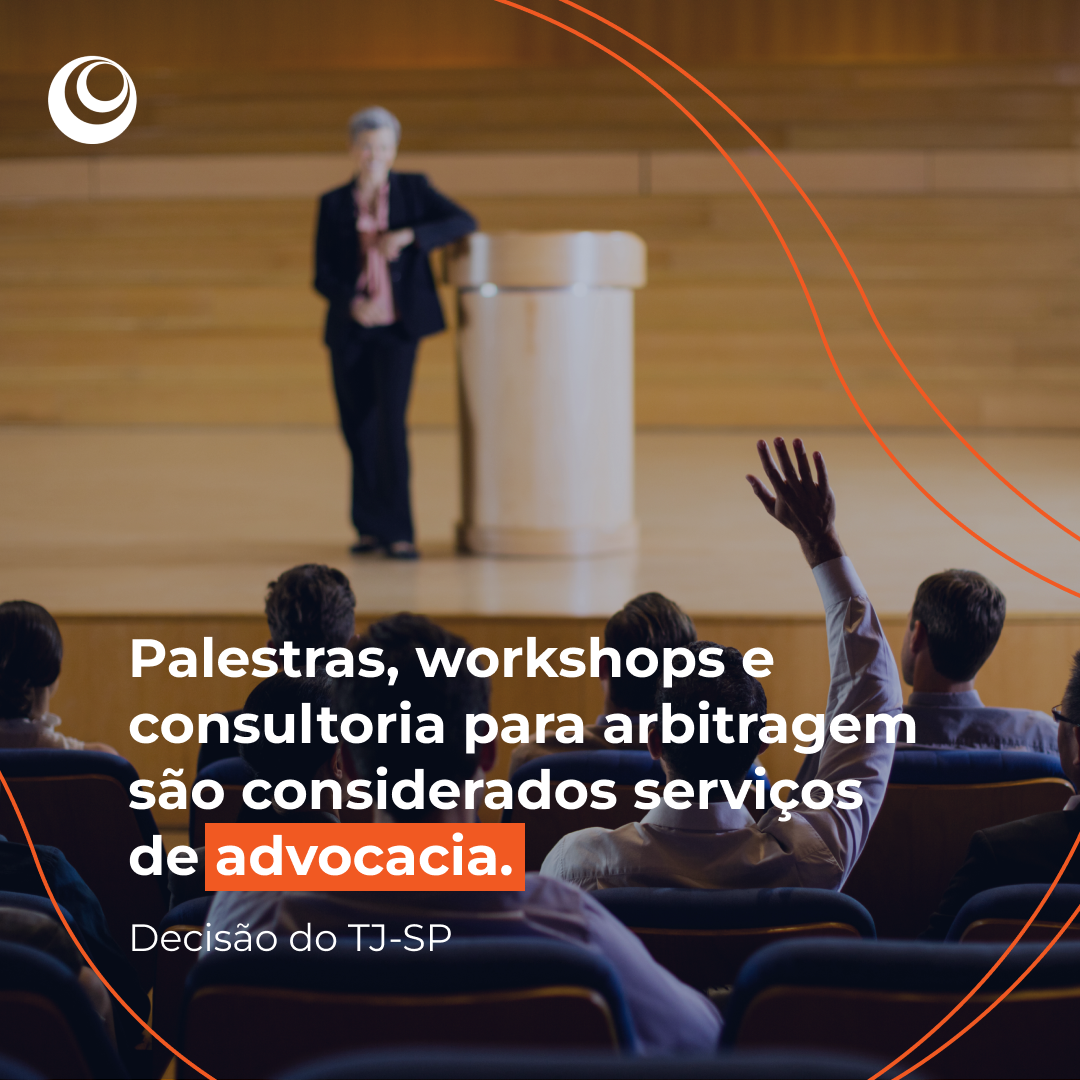 Palestras, workshops e
consultoria para arbitragem
são considerados serviços
de advocacia.
Decisão do TJ-SP